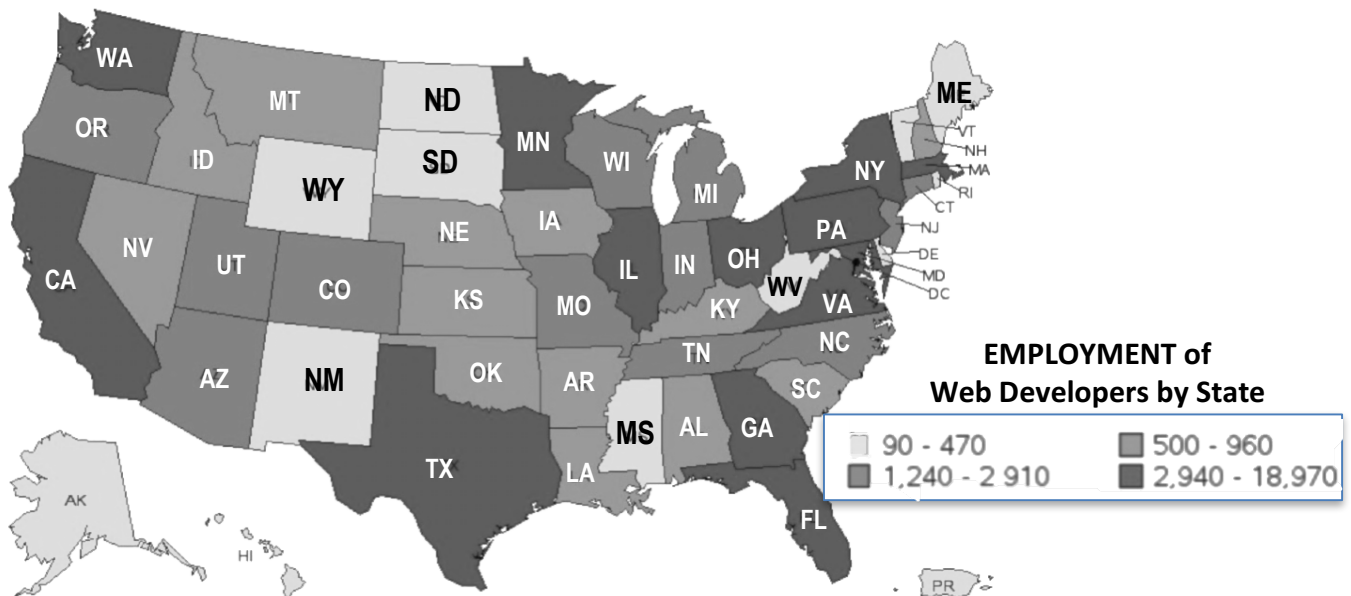 WA
MT
ND
ME
OR
MN
VT
ID
SD
WI
NH
WY
NY
MA
MI
RI
CT
NE
IA
PA
NJ
NV
UT
IL
IN
OH
DE
CA
CO
MD
WV
DC
KS
MO
VA
KY
NC
TN
AZ
NM
OK
AR
SC
MS
AL
GA
TX
LA
FL
AK
HI
PR
EMPLOYMENT of
Web Developers by State
90 - 470
500 - 960
1,240 - 2 910
2,940 - 18,970